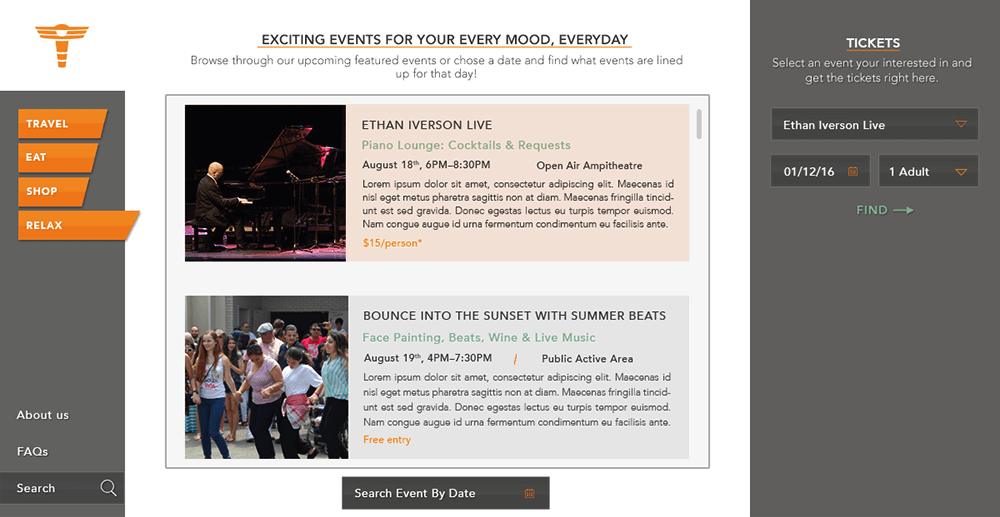 EXCITING EVENTS FOR YOUR EVERY MOOD, EVERYDAY
Browse through our upcoming featured events or chose a date and find what events are lined
up for that day!
TRAVEL
EAT
SHOP
RELAX
About us
FAQs
Search
ETHAN IVERSON LIVE
Piano Lounge: Cocktails & Requests
August 18th, 6PM–8:30PM Open Air Ampitheatre
Lorem ipsum dolor sit amet, consectetur adipiscing elit. Maecenas id
nisl eget metus pharetra sagittis non at diam. Maecenas fringilla tincid-
unt est sed gravida. Donec egestas lectus eu turpis tempor euismod.
Nam congue augue id urna fermentum condimentum eu facilisis ante.
$15/person*
BOUNCE INTO THE SUNSET WITH SUMMER BEATS
Face Painting, Beats, Wine & Live Music
August 19th, 4PM–7:30PM / Public Active Area
Lorem ipsum dolor sit amet, consectetur adipiscing elit. Maecenas id
nisl eget metus pharetra sagittis non at diam. Maecenas fringilla tincid-
unt est sed gravida. Donec egestas lectus eu turpis tempor euismod.
Nam congue augue id urna fermentum condimentum eu facilisis ante.
Free entry
Search Event By Date
TICKETS
Select an event your interested in and
get the tickets right here.
Ethan Iverson Live
01/12/16 1 Adult
FIND